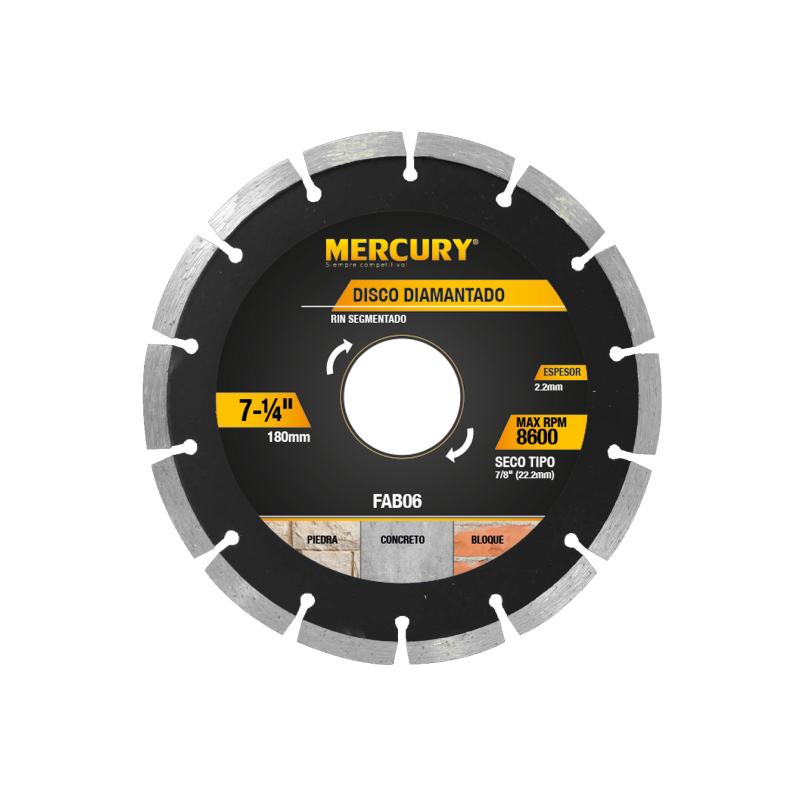 MERCURY®
Siempre competitivo!
DISCO DIAMANTADO
RIN SEGMENTADO
ESPESOR
2.2mm
7-¼"
180mm
MAX RPM
8600
SECO TIPO
7/8" (22.2mm)
FAB06
PIEDRA
CONCRETO
BLOQUE